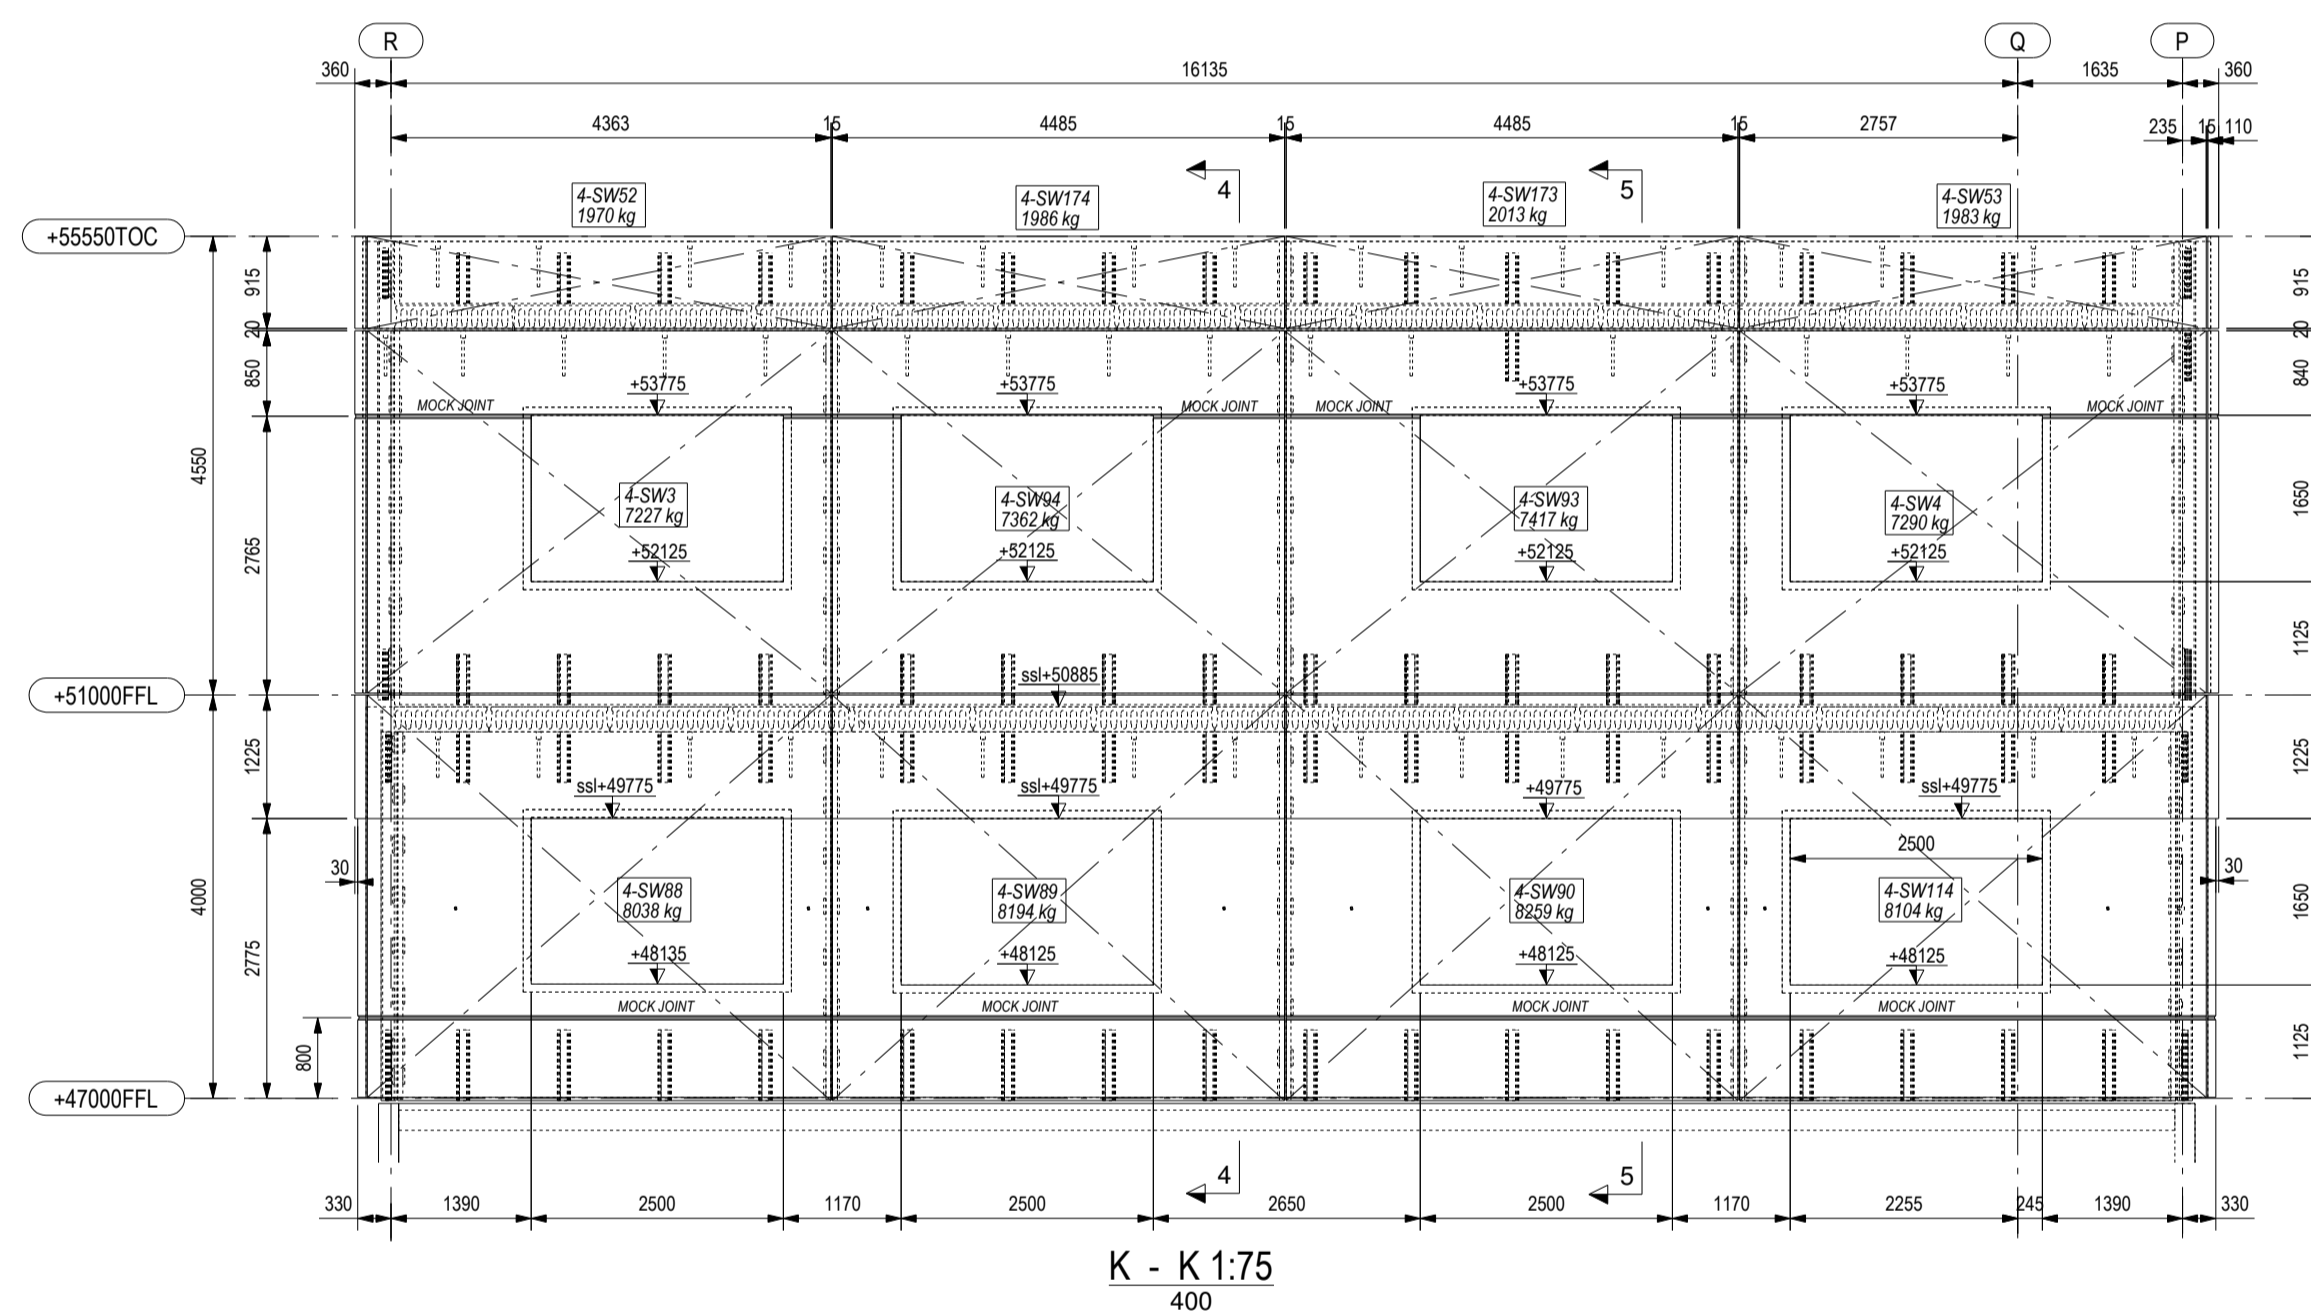 R
Q
P
360
16135
1635
360
4363
15
4485
15
4485
15
2757
235
15
110
4
5
4-SW52
1970 kg
4-SW174
1986 kg
4-SW173
2013 kg
4-SW53
1983 kg
+55550TOC
915
915
20
20
850
840
+53775
+53775
+53775
+53775
MOCK JOINT
MOCK JOINT
MOCK JOINT
MOCK JOINT
4550
2765
1650
4-SW3
7227 kg
4-SW94
7362 kg
4-SW93
7417 kg
4-SW4
7290 kg
+52125
+52125
+52125
+52125
1125
ssl+50885
+51000FFL
1225
1225
ssl+49775
ssl+49775
+49775
ssl+49775
2500
30
30
4000
2775
1650
4-SW88
8038 kg
4-SW89
8194 kg
4-SW90
8259 kg
4-SW114
8104 kg
+48135
+48125
+48125
+48125
MOCK JOINT
MOCK JOINT
MOCK JOINT
MOCK JOINT
800
1125
+47000FFL
4
5
330
1390
2500
1170
2500
2650
2500
1170
2255
245
1390
330
K - K 1:75
400